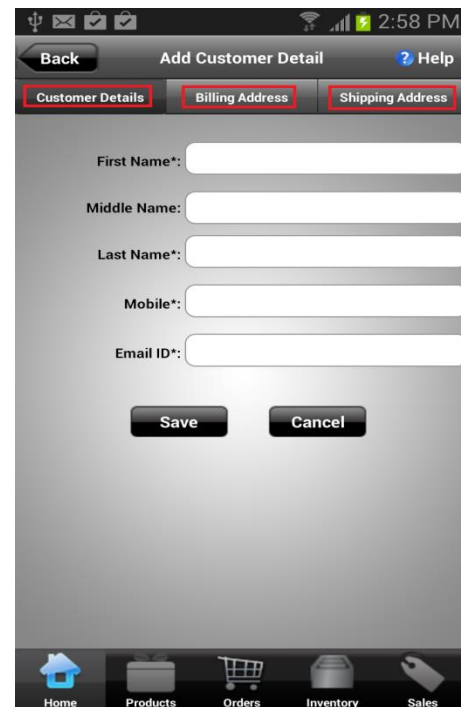 2:58 PM
Back Add Customer Detail ? Help
Customer Details Billing Address Shipping Address
First Name*:
Middle Name:
Last Name*:
Mobile*:
Email ID*:
Save Cancel
Home Products Orders Inventory Sales